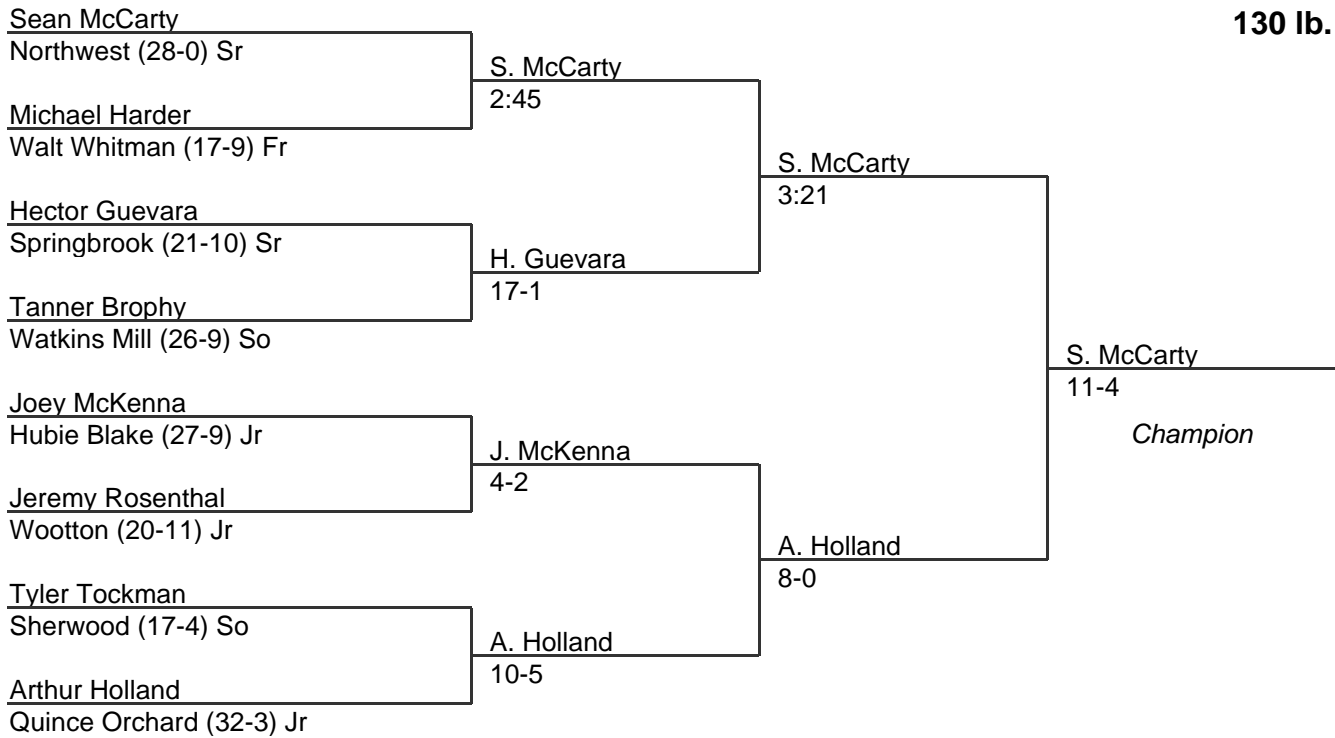 130 lb.
Sean McCarty
Northwest (28-0) Sr
S. McCarty
2:45
Michael Harder
Walt Whitman (17-9) Fr
S. McCarty
3:21
Hector Guevara
Springbrook (21-10) Sr
H. Guevara
17-1
Tanner Brophy
Watkins Mill (26-9) So
S. McCarty
11-4
Champion
Joey McKenna
Hubie Blake (27-9) Jr
J. McKenna
4-2
Jeremy Rosenthal
Wootton (20-11) Jr
A. Holland
8-0
Tyler Tockman
Sherwood (17-4) So
A. Holland
10-5
Arthur Holland
Quince Orchard (32-3) Jr